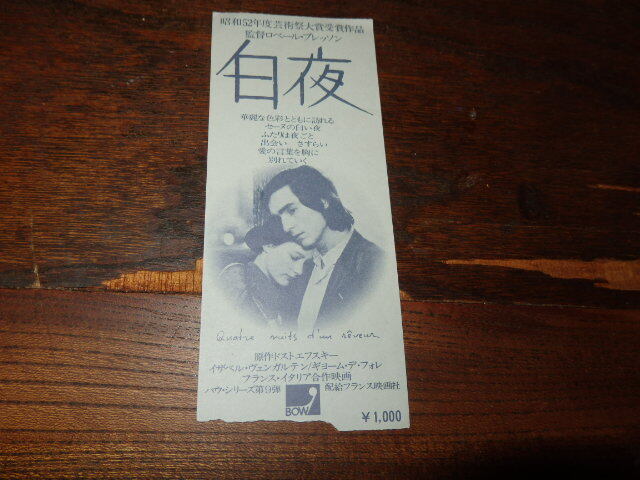 昭和52年度芸術祭大賞受賞作品
監督ロベール・ブレッソン
白夜
華麗な色彩とともに訪れる
セーヌの白い夜
ふたりは夜ごと
出会い さすらい
愛の言葉を胸に
別れていく
Quatre nuits d'un rêveur
原作ドストエフスキー
イザベル・ヴェンガルテン/ギョーム・デ・フォレ
フランス・イタリア合作映画
バウ・シリーズ第9弾 配給フランス映画社
BOW
¥1,000